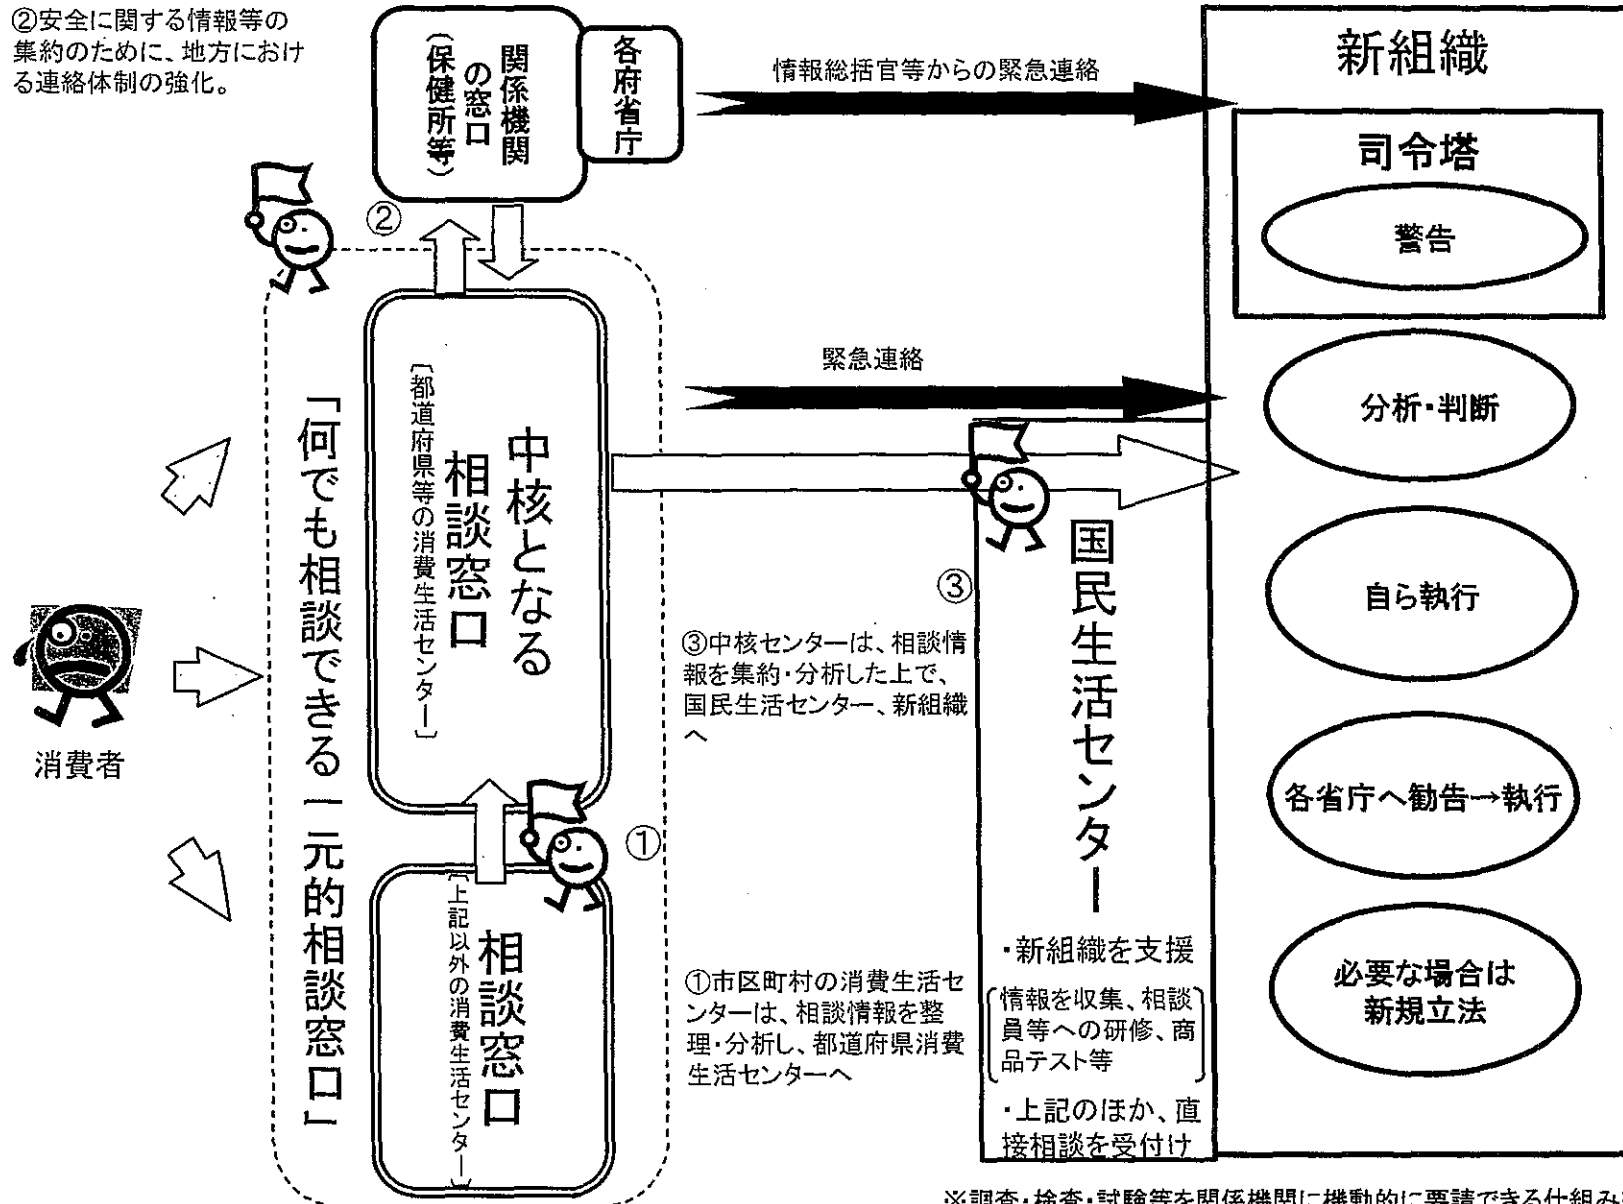 ②安全に関する情報等の
集約のために、地方におけ
る連絡体制の強化。
関係機関
の窓口
（保健所等）
各府省庁
情報総括官等からの緊急連絡
新組織
司令塔
警告
②
緊急連絡
分析・判断
「何でも相談できる一元的相談窓口」
中核となる
相談窓口
〔都道府県等の消費生活センター〕
自ら執行
③
国民生活センター
③中核センターは、相談情
報を集約・分析した上で、
国民生活センター、新組織
へ
消費者
各省庁へ勧告→執行
①
相談窓口
〔上記以外の消費生活センター〕
①市区町村の消費生活セ
ンターは、相談情報を整
理・分析し、都道府県消費
生活センターへ
・新組織を支援
情報を収集、相談
員等への研修、商
品テスト等
・上記のほか、直
接相談を受付け
必要な場合は
新規立法
※調査・検査・試験等を関係機関に機動的に要請できる仕組み